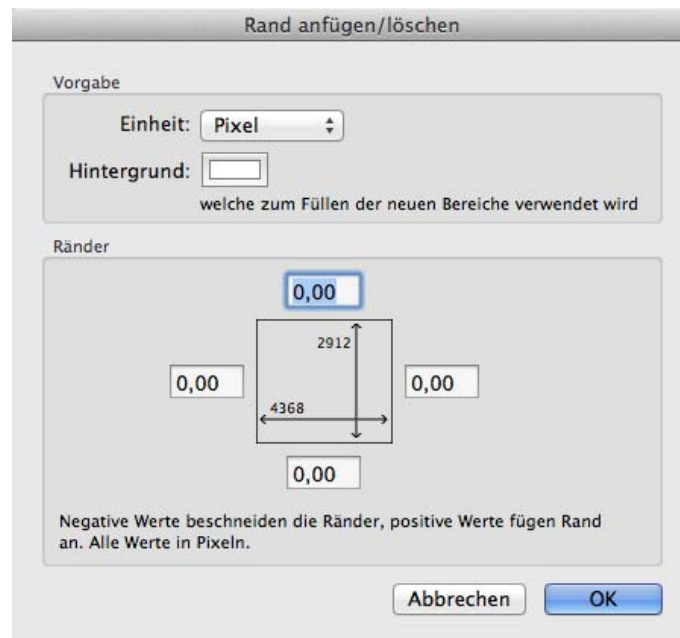 Rand anfügen/löschen
Vorgabe
Einheit: Pixel
Hintergrund:
welche zum Füllen der neuen Bereiche verwendet wird
Ränder
0,00
2912
0,00 0,00
4368
0,00
Negative Werte beschneiden die Ränder, positive Werte fügen Rand
an. Alle Werte in Pixeln.
Abbrechen OK